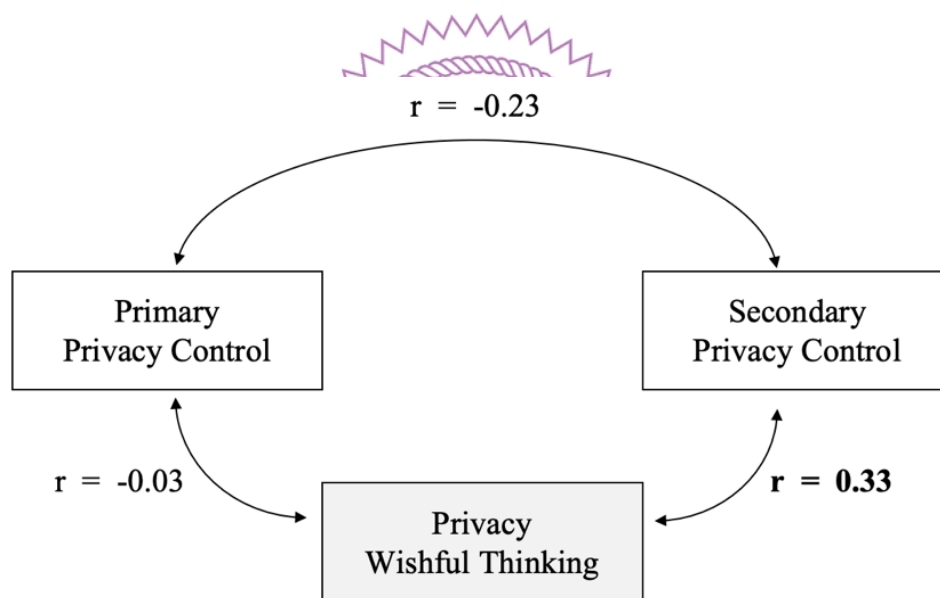 r = -0.23
Primary
Privacy Control
Secondary
Privacy Control
r = -0.03
r = 0.33
Privacy
Wishful Thinking